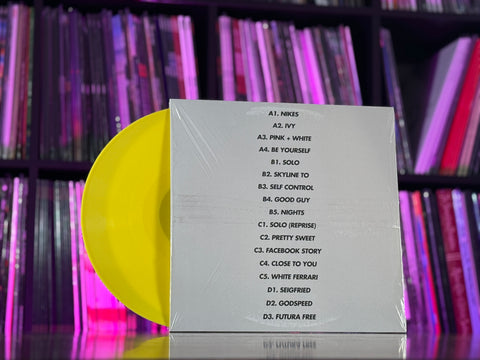 A1. NIKES
A2. IVY
A3. PINK + WHITE
A4. BE YOURSELF
B1. SOLO
B2. SKYLINE TO
B3. SELF CONTROL
B4. GOOD GUY
B5. NIGHTS
C1. SOLO (REPRISE)
C2. PRETTY SWEET
C3. FACEBOOK STORY
C4. CLOSE TO YOU
C5. WHITE FERRARI
D1. SEIGFRIED
D2. GODSPEED
D3. FUTURA FREE